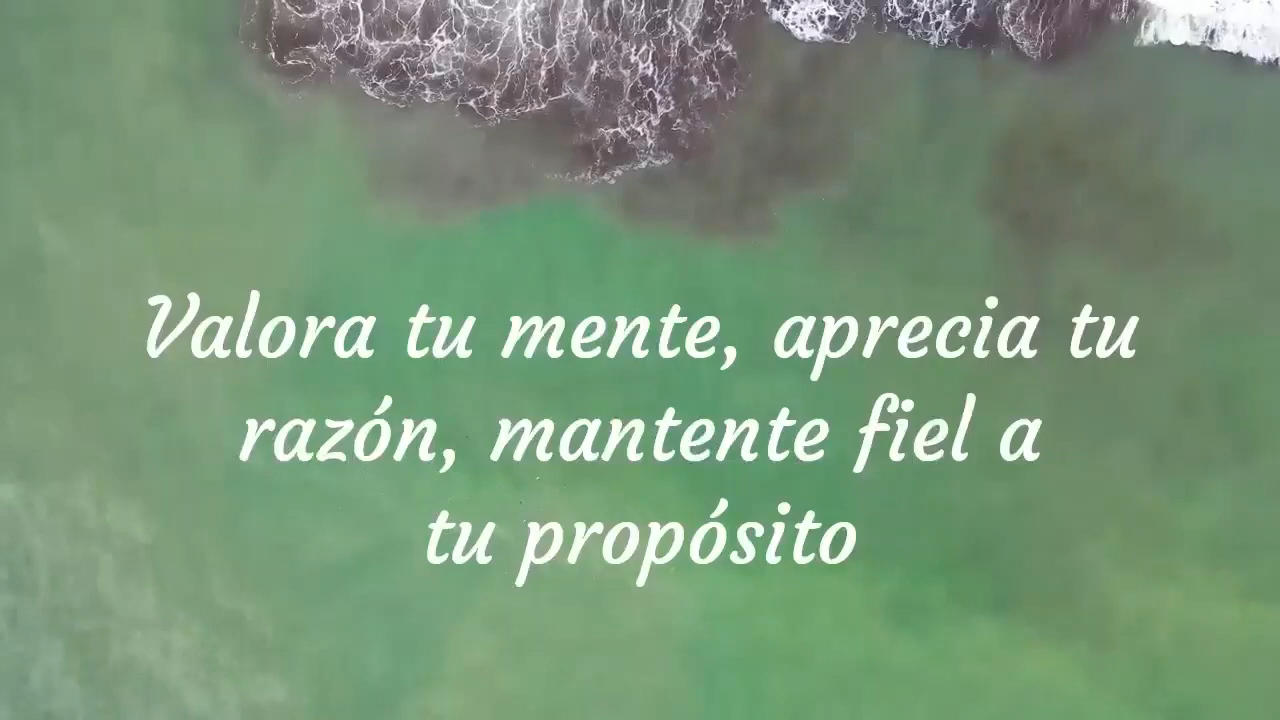 Valora tu mente, aprecia tu
razón, mantente fiel a
tu propósito